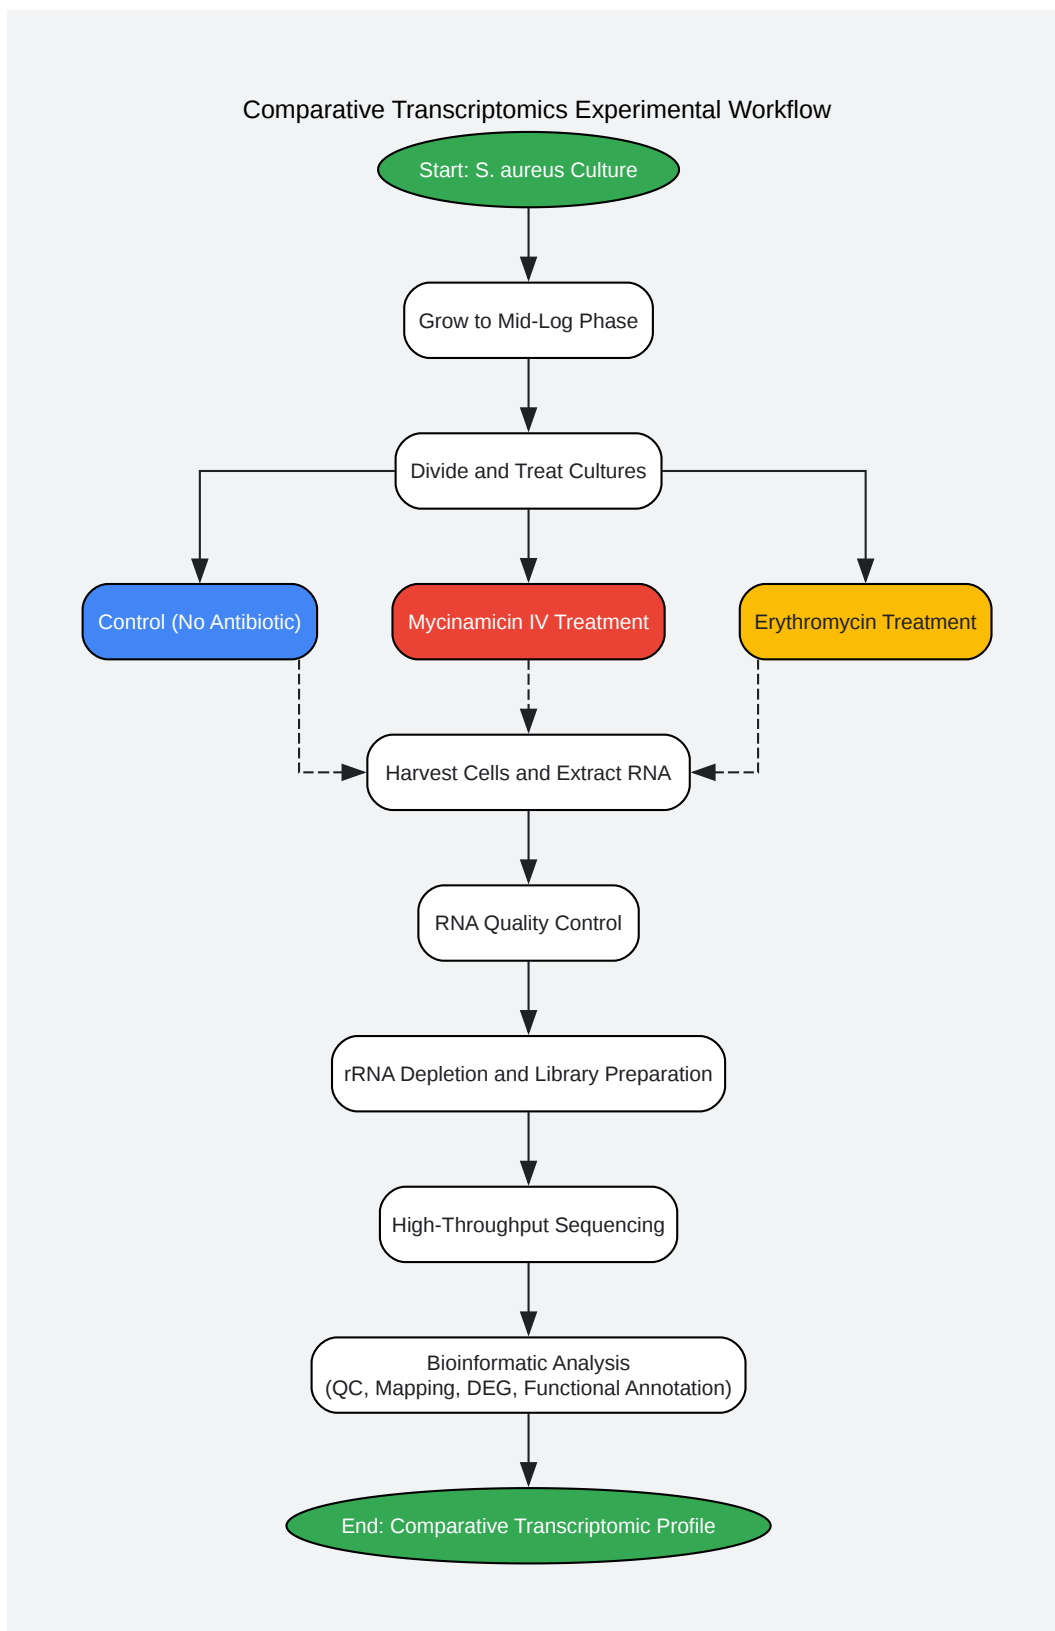 Comparative Transcriptomics Experimental Workflow
Start: S. aureus Culture
Grow to Mid-Log Phase
Divide and Treat Cultures
Control (No Antibiotic)
Mycinamicin IV Treatment
Erythromycin Treatment
Harvest Cells and Extract RNA
RNA Quality Control
rRNA Depletion and Library Preparation
High-Throughput Sequencing
Bioinformatic Analysis
(QC, Mapping, DEG, Functional Annotation)
End: Comparative Transcriptomic Profile